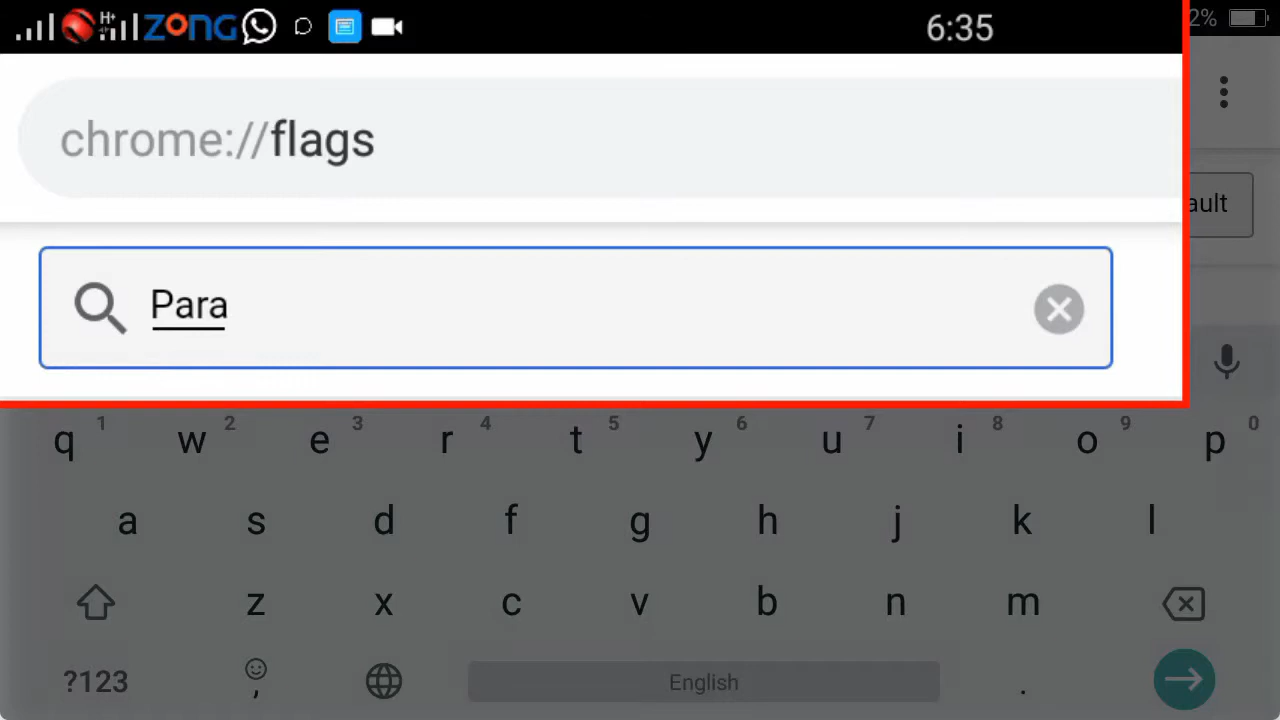 H+ ZONG 6:35 2%
chrome://flags
ault
Para
q 1 w 2 e 3 r 4 t 5 y 6 u 7 i 8 o 9 p 0
a s d f g h j k l
z x c v b n m
?123 , English .